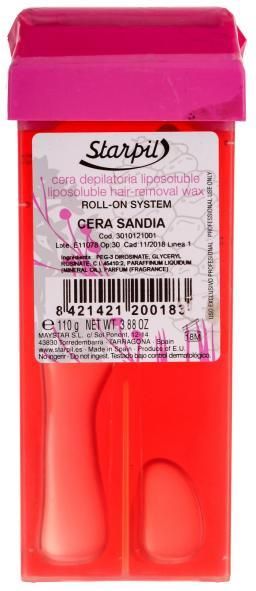 Starpil
cera depilatoria liposoluble
liposoluble hair-removal wax
ROLL-ON SYSTEM
CERA SANDIA
Cod. 3010121001
Lote. E11078 Op:30 Cad:11/2018 Linea 1
Ingredients: PEG-3 DIROSINATE, GLYCERYL
ROSINATE, C.I. 45410:2, PARAFFINUM LIQUIDUM
(MINERAL OIL), PARFUM (FRAGRANCE)
8 421421 200183
110 g NET WT 3.88 OZ
MAYSTAR S.L. c/ Sol Ponent, 12-14
43830 Torredembarra - TARRAGONA - Spain
www.starpil.es - Made in Spain - Produce of E.U.
No ingerir - Do not ingest. Testado bajo control dermatológico.
18M
USO EXCLUSIVO PROFESIONAL - PROFESSIONAL USE ONLY